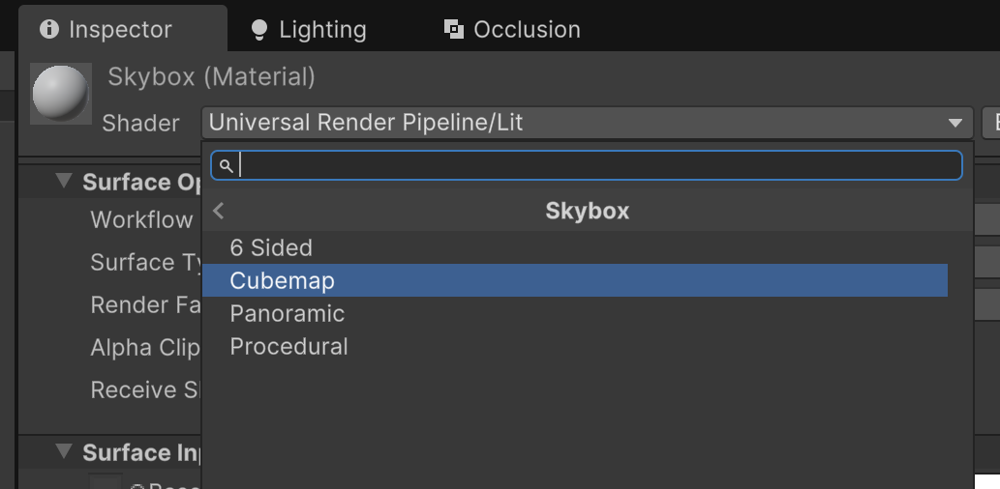 Inspector Lighting Occlusion
Skybox (Material)
Shader Universal Render Pipeline/Lit
Skybox
Surface Op
Workflow
6 Sided
Surface Ty
Cubemap
Render Fa
Panoramic
Alpha Clip
Procedural
Receive S
Surface Inp